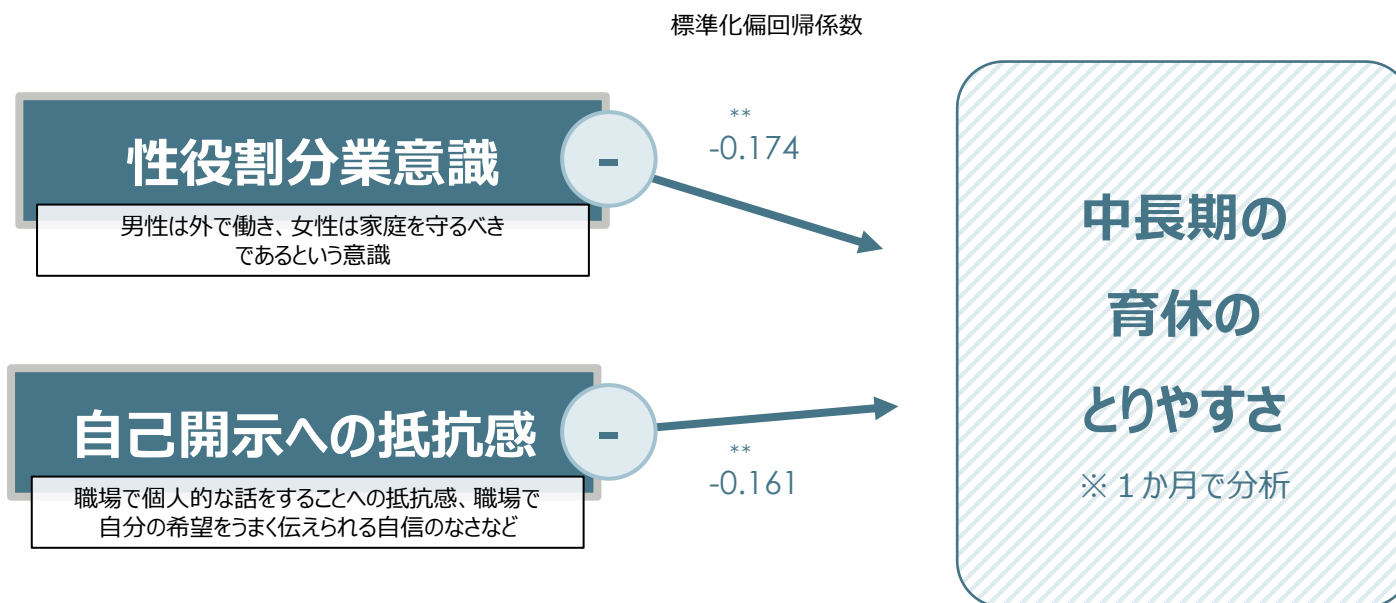 標準化偏回帰係数
性役割分業意識
-
**
-0.174
男性は外で働き、女性は家庭を守るべき
であるという意識
自己開示への抵抗感
-
**
-0.161
職場で個人的な話をすることへの抵抗感、職場で
自分の希望をうまく伝えられる自信のなさなど
中長期の
育休の
とりやすさ
※１か月で分析